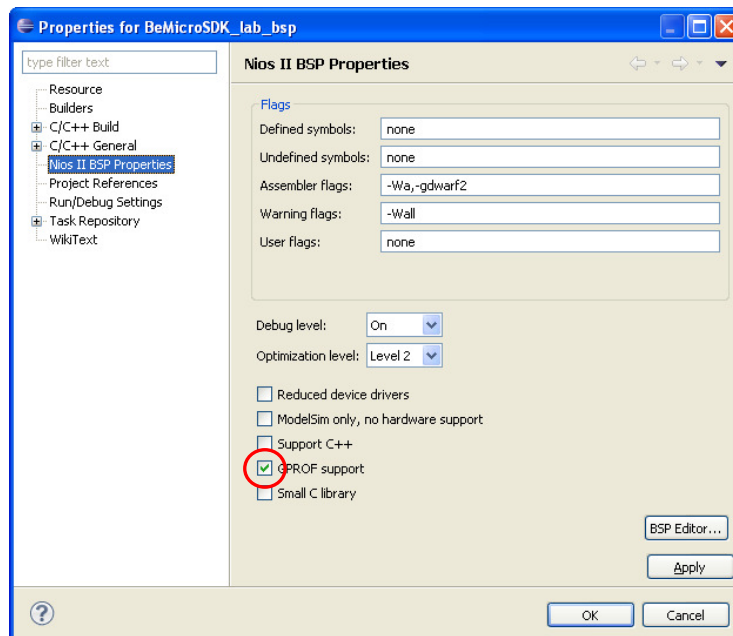 Properties for BeMicroSDK_lab_bsp
type filter text
Resource
Builders
C/C++ Build
C/C++ General
Nios II BSP Properties
Project References
Run/Debug Settings
Task Repository
WikiText
Nios II BSP Properties
Flags
Defined symbols: none
Undefined symbols: none
Assembler flags: -Wa,-gdwarf2
Warning flags: -Wall
User flags: none
Debug level: On
Optimization level: Level 2
Reduced device drivers
ModelSim only, no hardware support
Support C++
GPROF support
Small C library
BSP Editor...
Apply
? OK Cancel